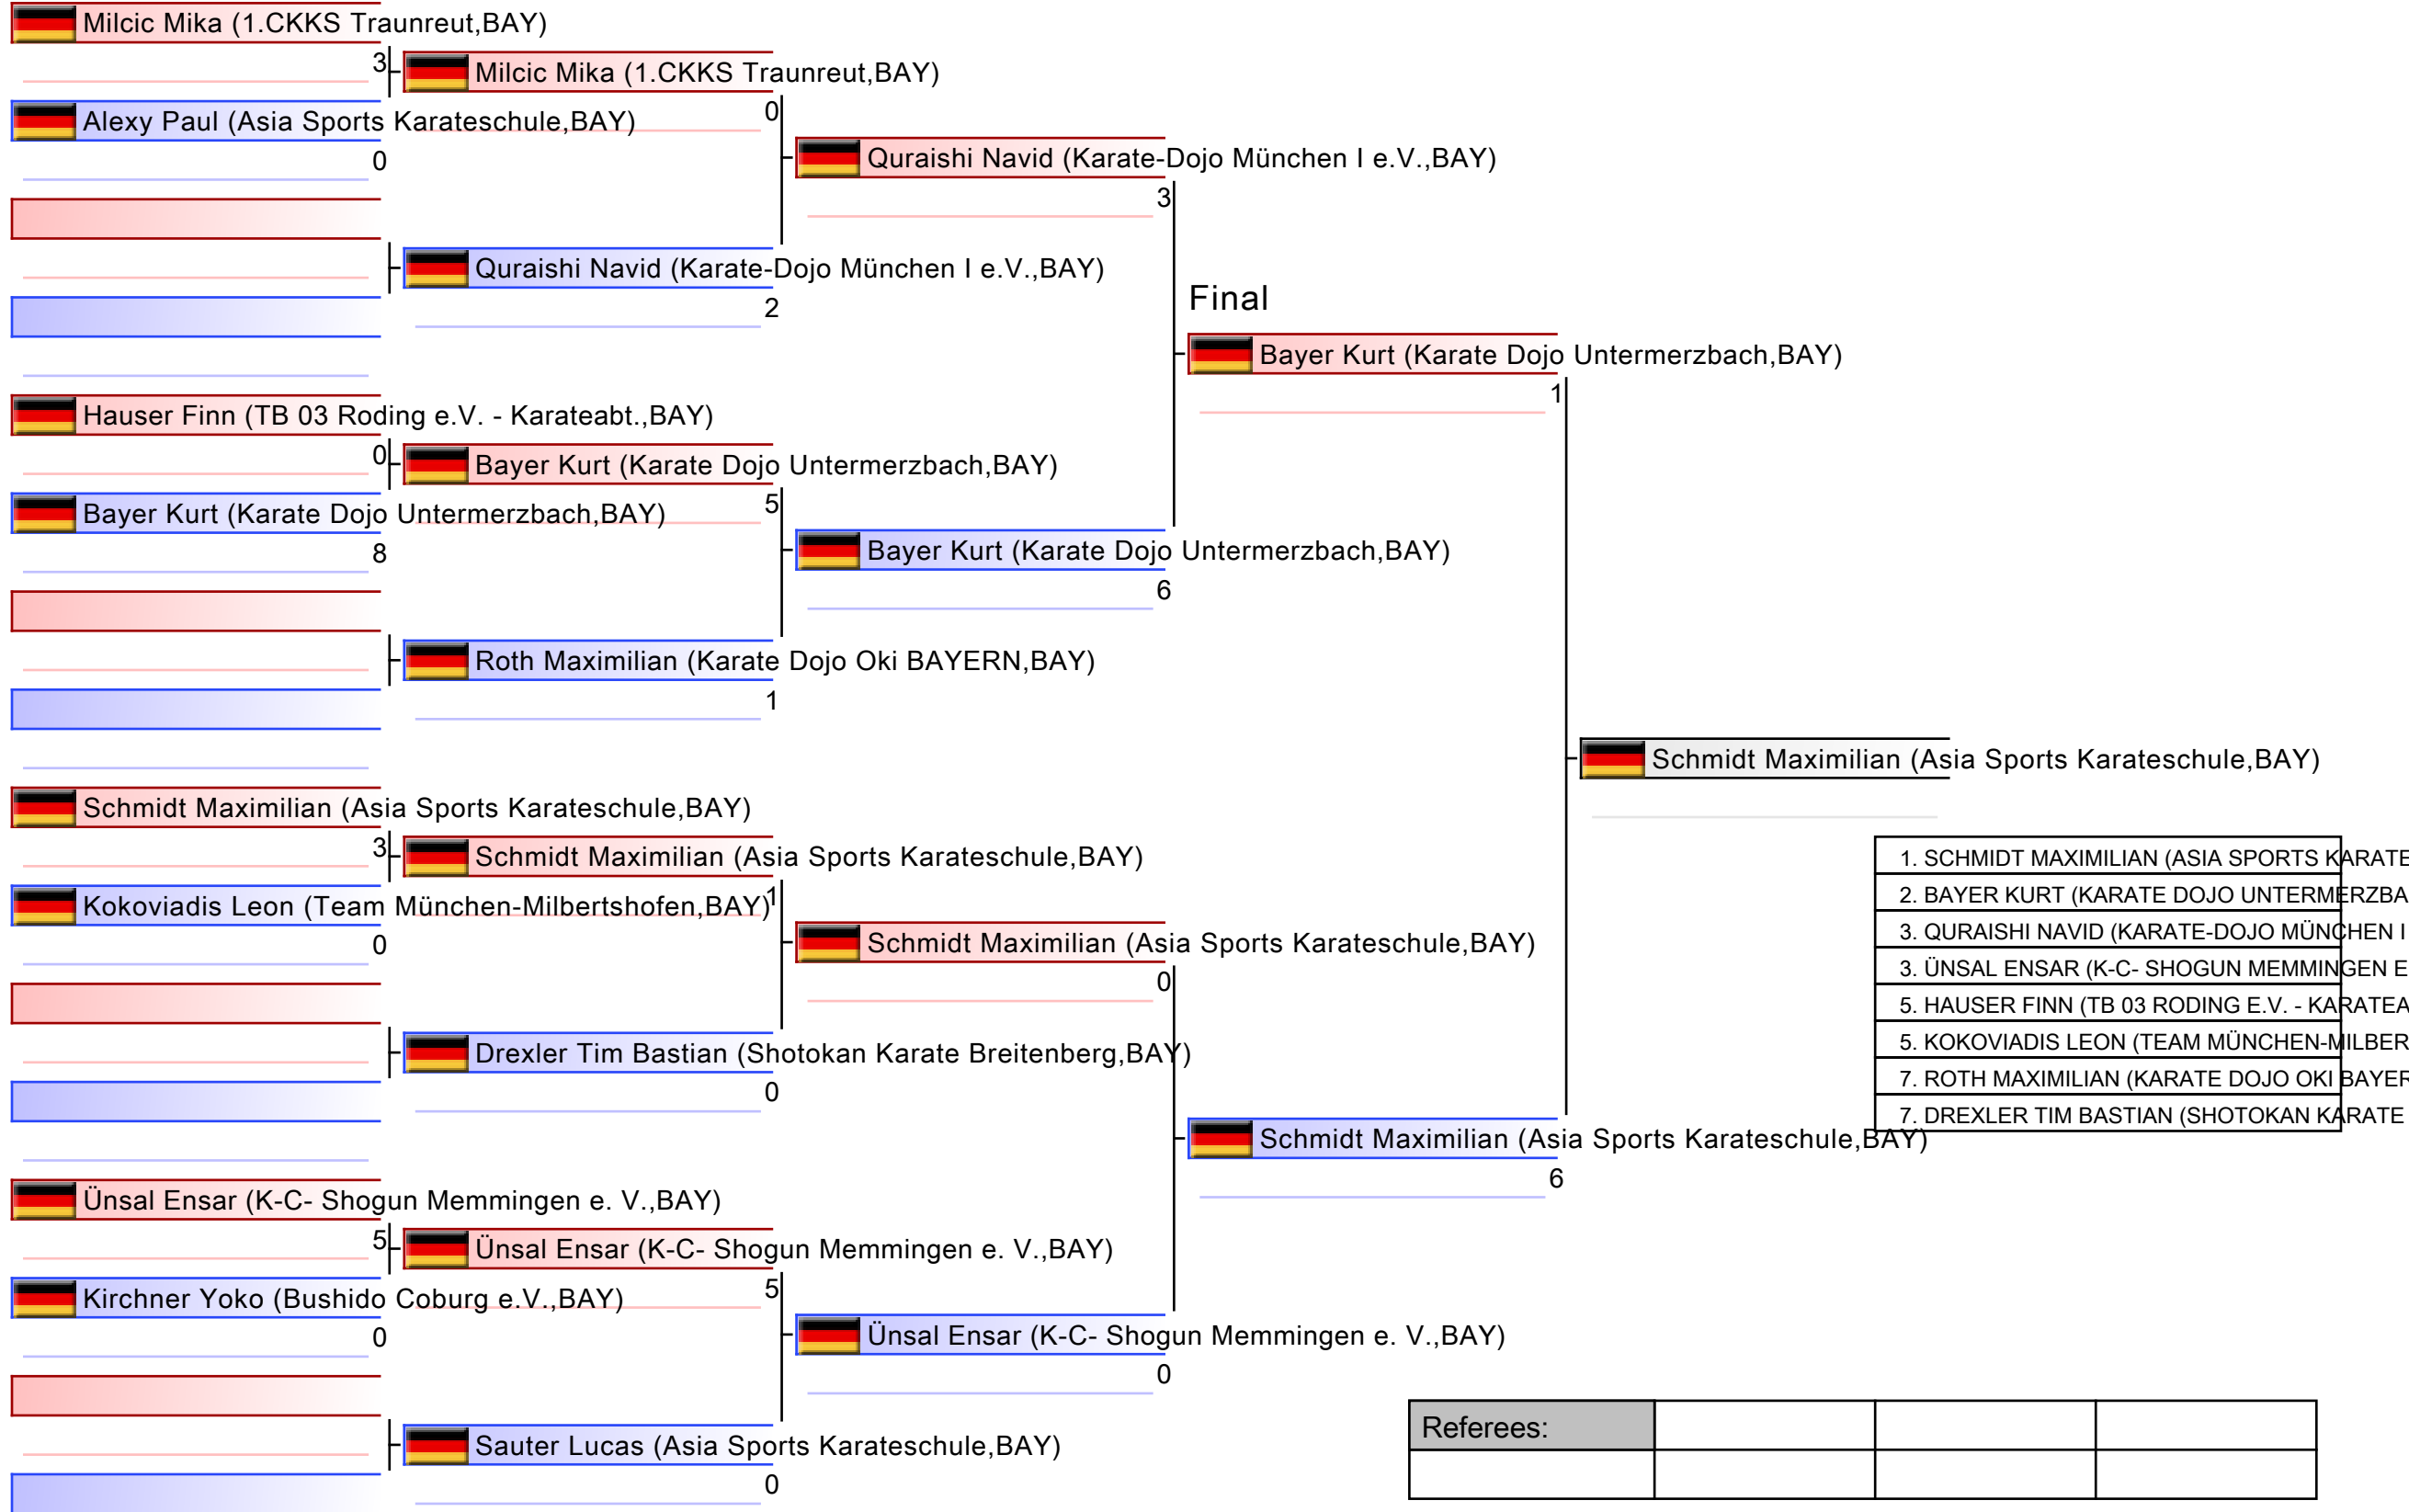 Milcic Mika (1.CKKS Traunreut,BAY)
3
Alexy Paul (Asia Sports Karateschule,BAY)
0
Hauser Finn (TB 03 Roding e.V. - Karateabt.,BAY)
0
Bayer Kurt (Karate Dojo Untermerzbach,BAY)
8
Schmidt Maximilian (Asia Sports Karateschule,BAY)
3
Kokoviadis Leon (Team München-Milbertshofen,BAY)
0
Ünsal Ensar (K-C- Shogun Memmingen e. V.,BAY)
5
Kirchner Yoko (Bushido Coburg e.V.,BAY)
0
Milcic Mika (1.CKKS Traunreut,BAY)
0
Quraishi Navid (Karate-Dojo München I e.V.,BAY)
2
Bayer Kurt (Karate Dojo Untermerzbach,BAY)
5
Roth Maximilian (Karate Dojo Oki BAYERN,BAY)
1
Schmidt Maximilian (Asia Sports Karateschule,BAY)
1
Drexler Tim Bastian (Shotokan Karate Breitenberg,BAY)
0
Ünsal Ensar (K-C- Shogun Memmingen e. V.,BAY)
5
Sauter Lucas (Asia Sports Karateschule,BAY)
0
Quraishi Navid (Karate-Dojo München I e.V.,BAY)
3
Bayer Kurt (Karate Dojo Untermerzbach,BAY)
6
Schmidt Maximilian (Asia Sports Karateschule,BAY)
0
Ünsal Ensar (K-C- Shogun Memmingen e. V.,BAY)
0
Final
Bayer Kurt (Karate Dojo Untermerzbach,BAY)
1
Schmidt Maximilian (Asia Sports Karateschule,BAY)
6
Schmidt Maximilian (Asia Sports Karateschule,BAY)
1. SCHMIDT MAXIMILIAN (ASIA SPORTS KARATE
2. BAYER KURT (KARATE DOJO UNTERMERZBA
3. QURAISHI NAVID (KARATE-DOJO MÜNCHEN I
3. ÜNSAL ENSAR (K-C- SHOGUN MEMMINGEN E
5. HAUSER FINN (TB 03 RODING E.V. - KARATEA
5. KOKOVIADIS LEON (TEAM MÜNCHEN-MILBER
7. ROTH MAXIMILIAN (KARATE DOJO OKI BAYER
7. DREXLER TIM BASTIAN (SHOTOKAN KARATE
Referees: